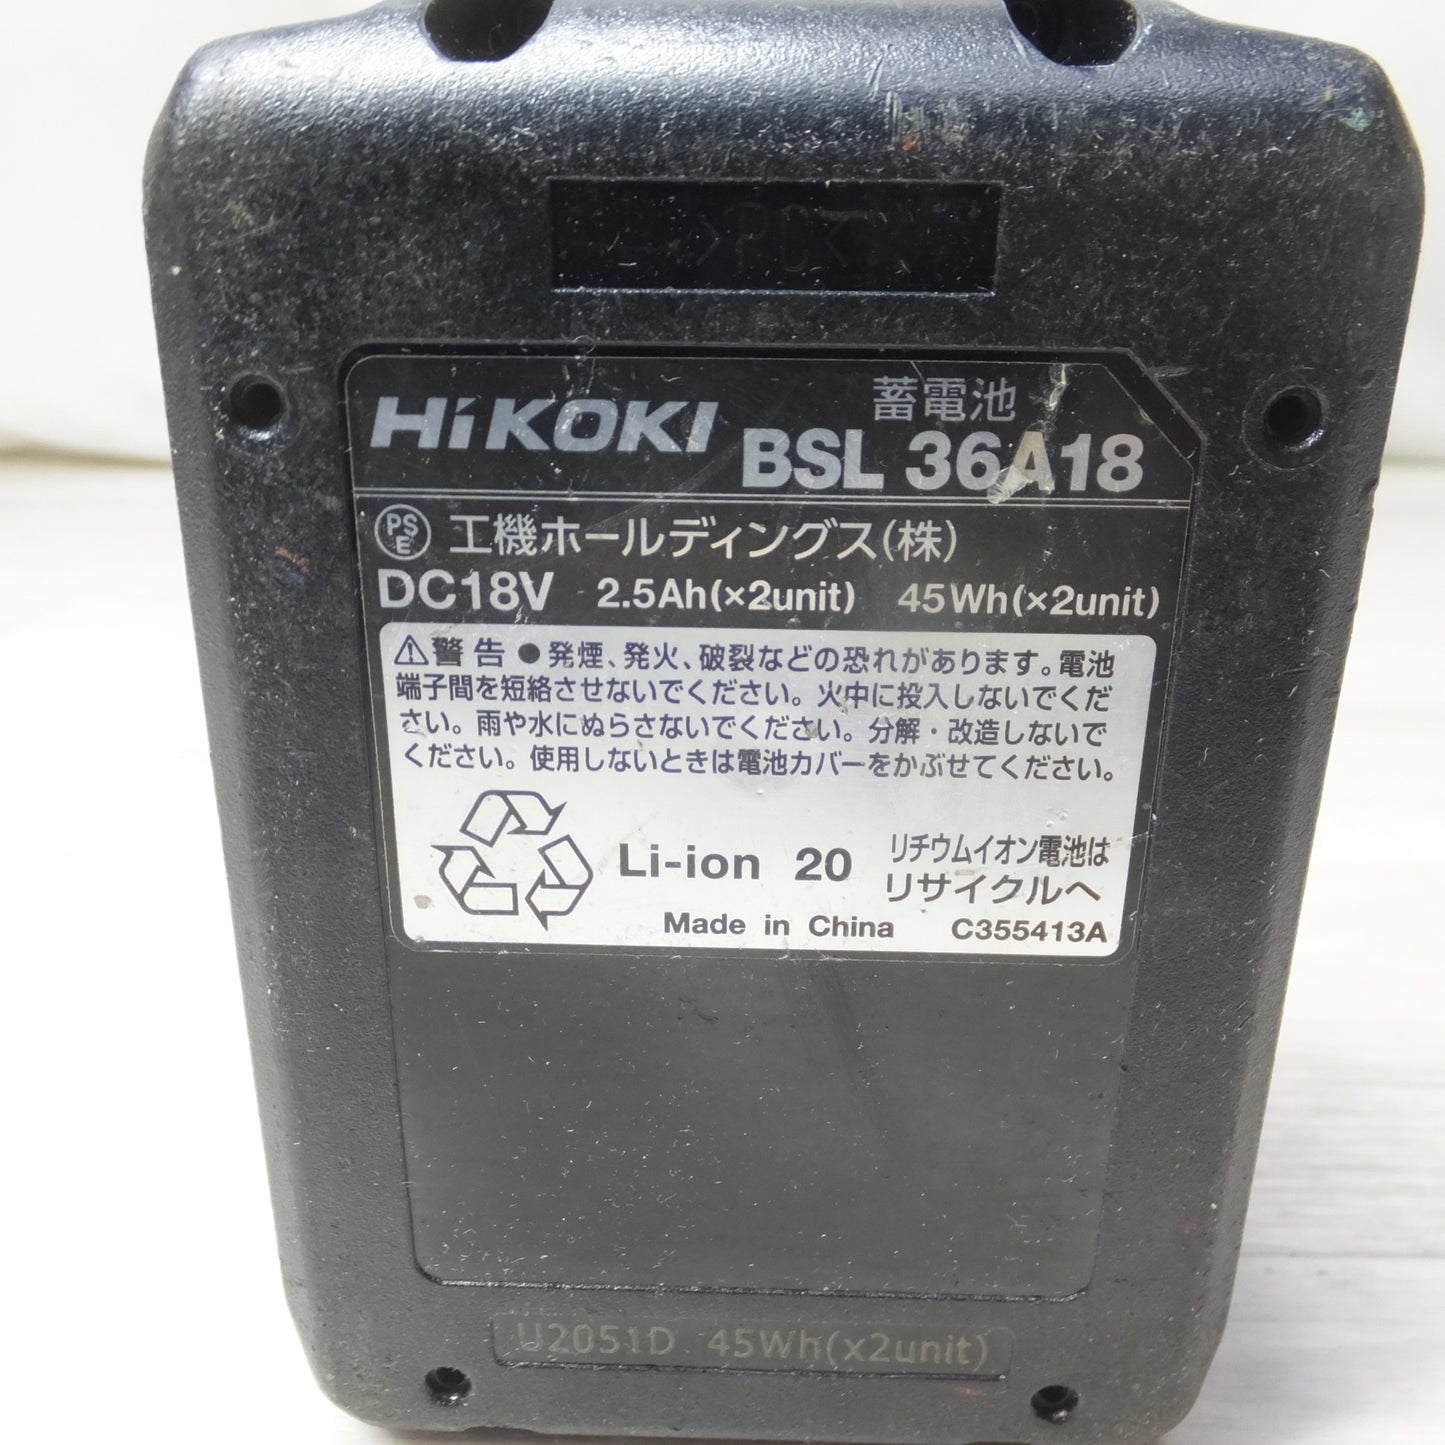 >PC<
HiKOKI 蓄電池
BSL 36A18
PSE 工機ホールディングス(株)
DC18V 2.5Ah(×2unit) 45Wh(×2unit)
⚠警告 ●発煙、発火、破裂などの恐れがあります。電池
端子間を短絡させないでください。火中に投入しないでくだ
さい。雨や水にぬらさないでください。分解・改造しないで
ください。使用しないときは電池カバーをかぶせてください。
Li-ion 20 リチウムイオン電池は
リサイクルへ
Made in China C355413A
U2051D 45Wh(x2unit)